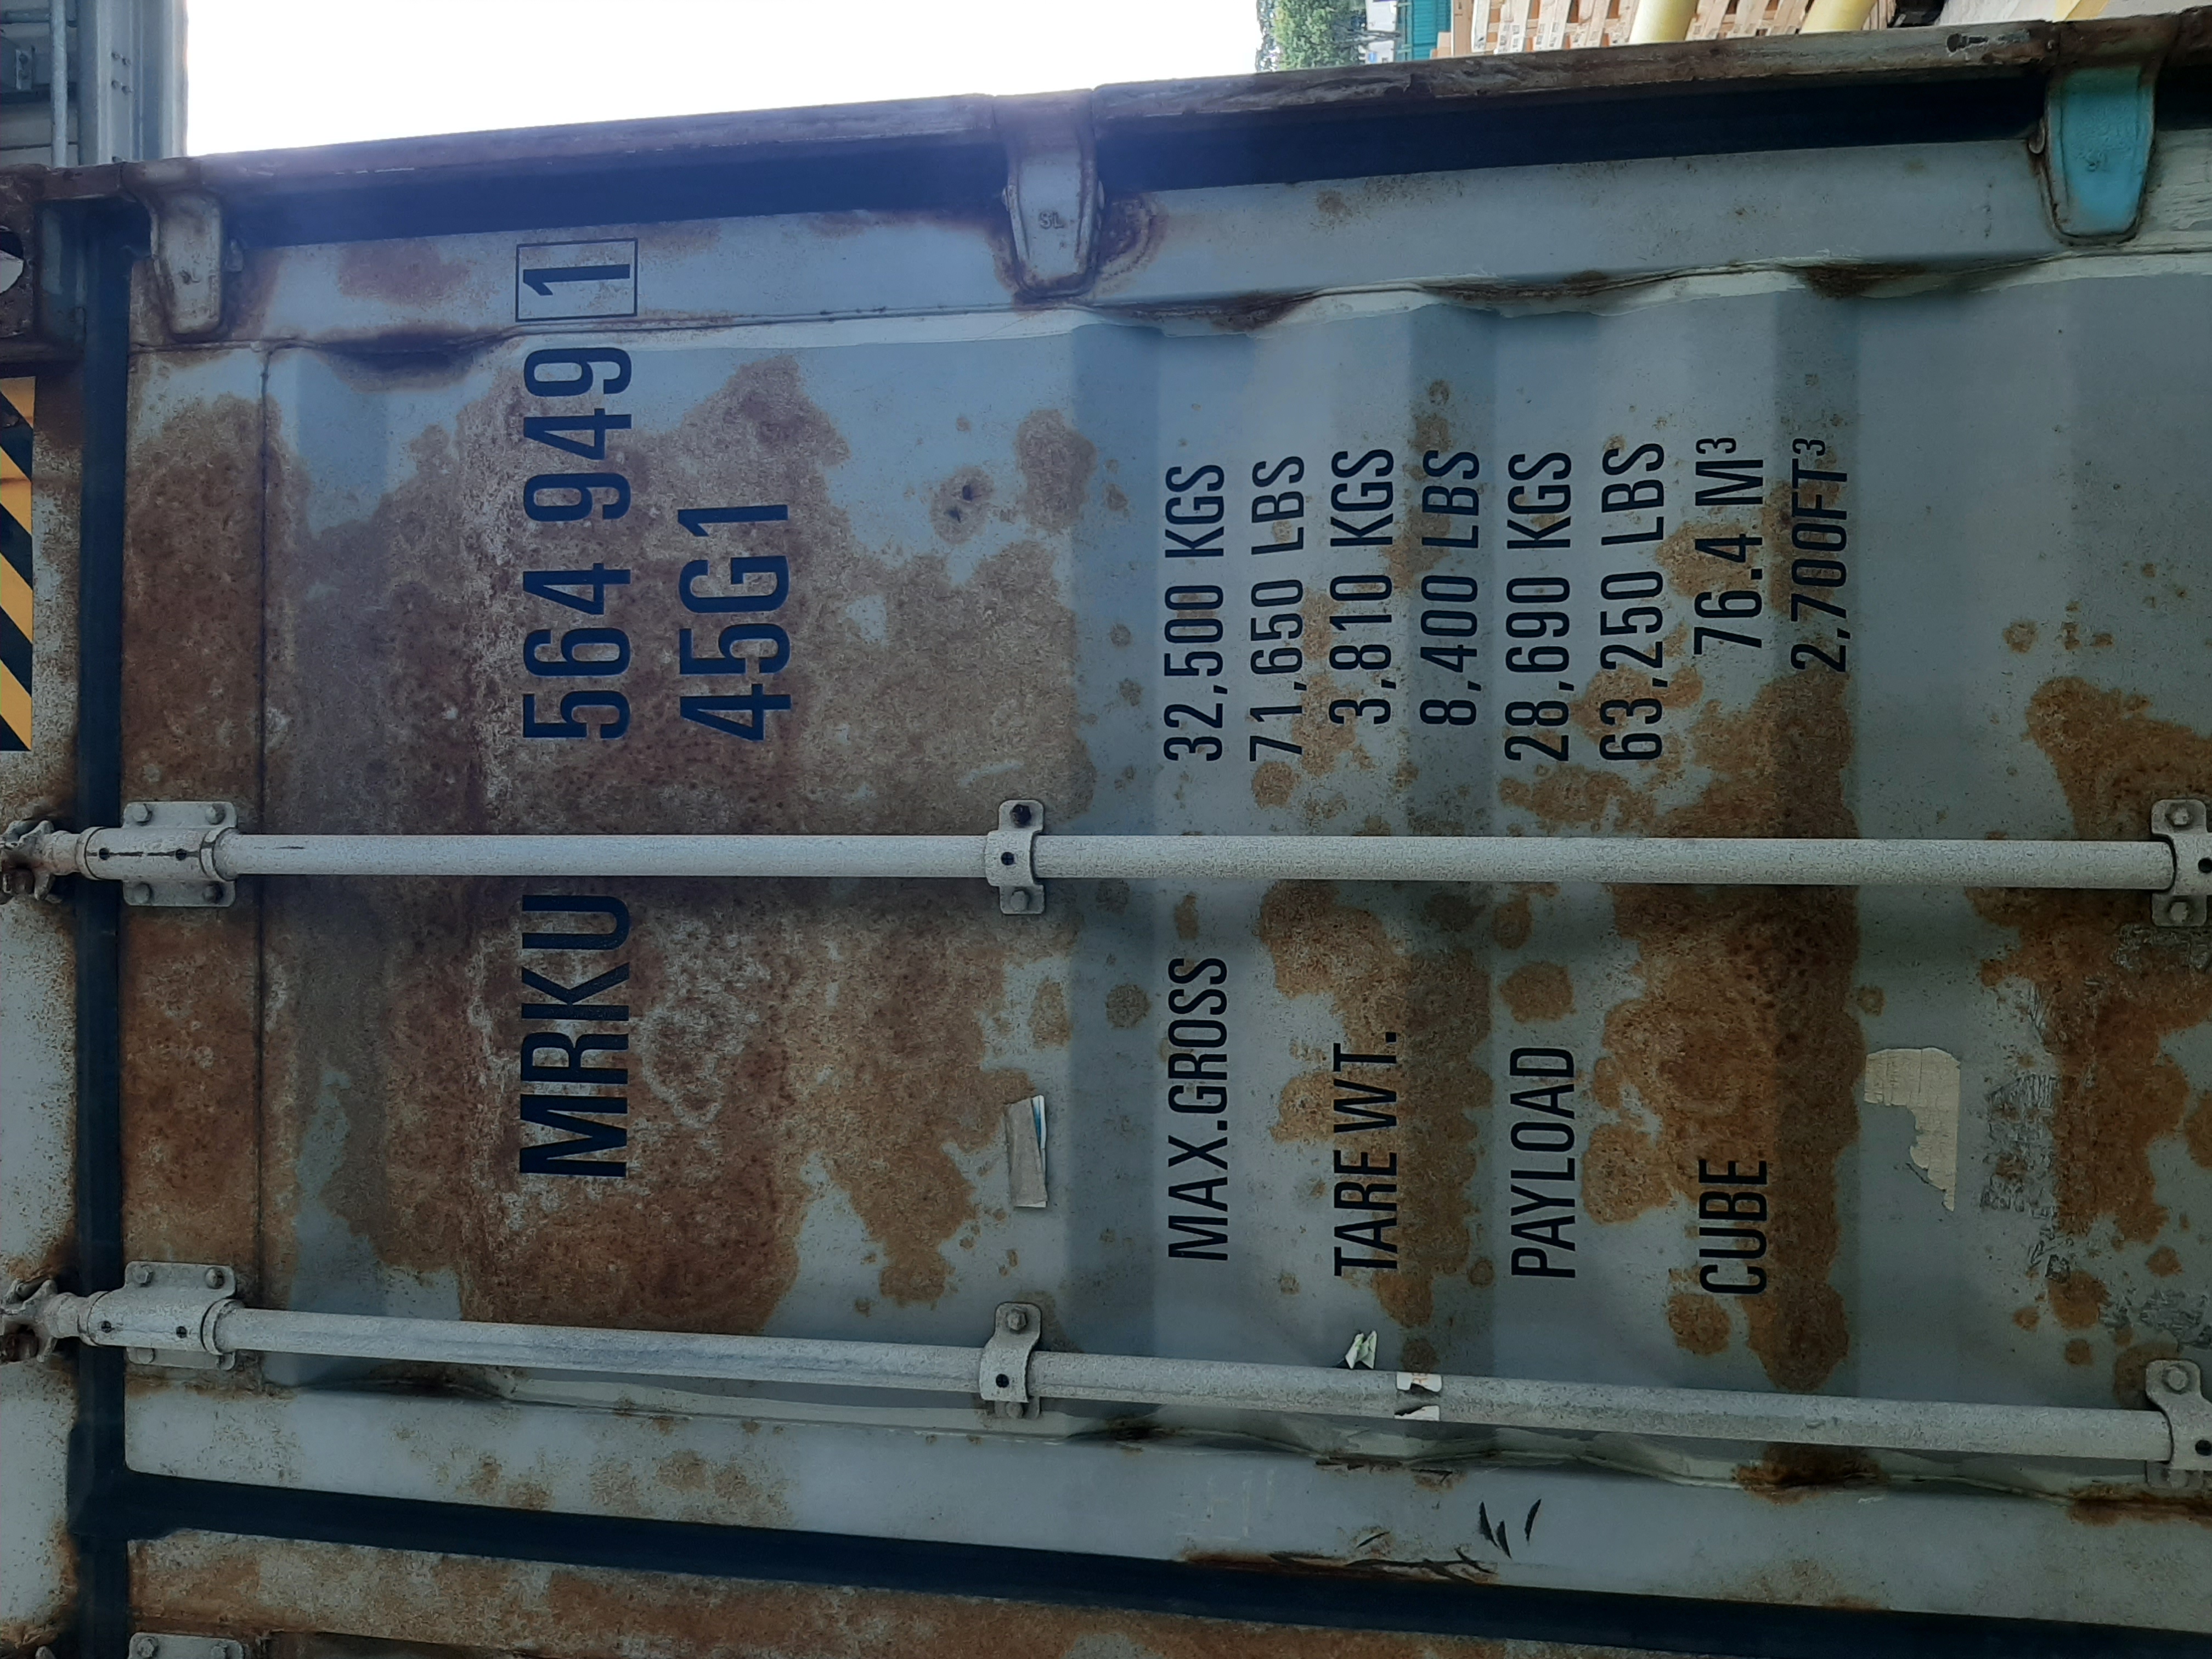 MRKU 564 949 1
45G1
MAX.GROSS 32,500 KGS
71,650 LBS
TARE WT. 3,810 KGS
8,400 LBS
PAYLOAD 28,690 KGS
63,250 LBS
CUBE 76.4 M³
2,700FT³
SL